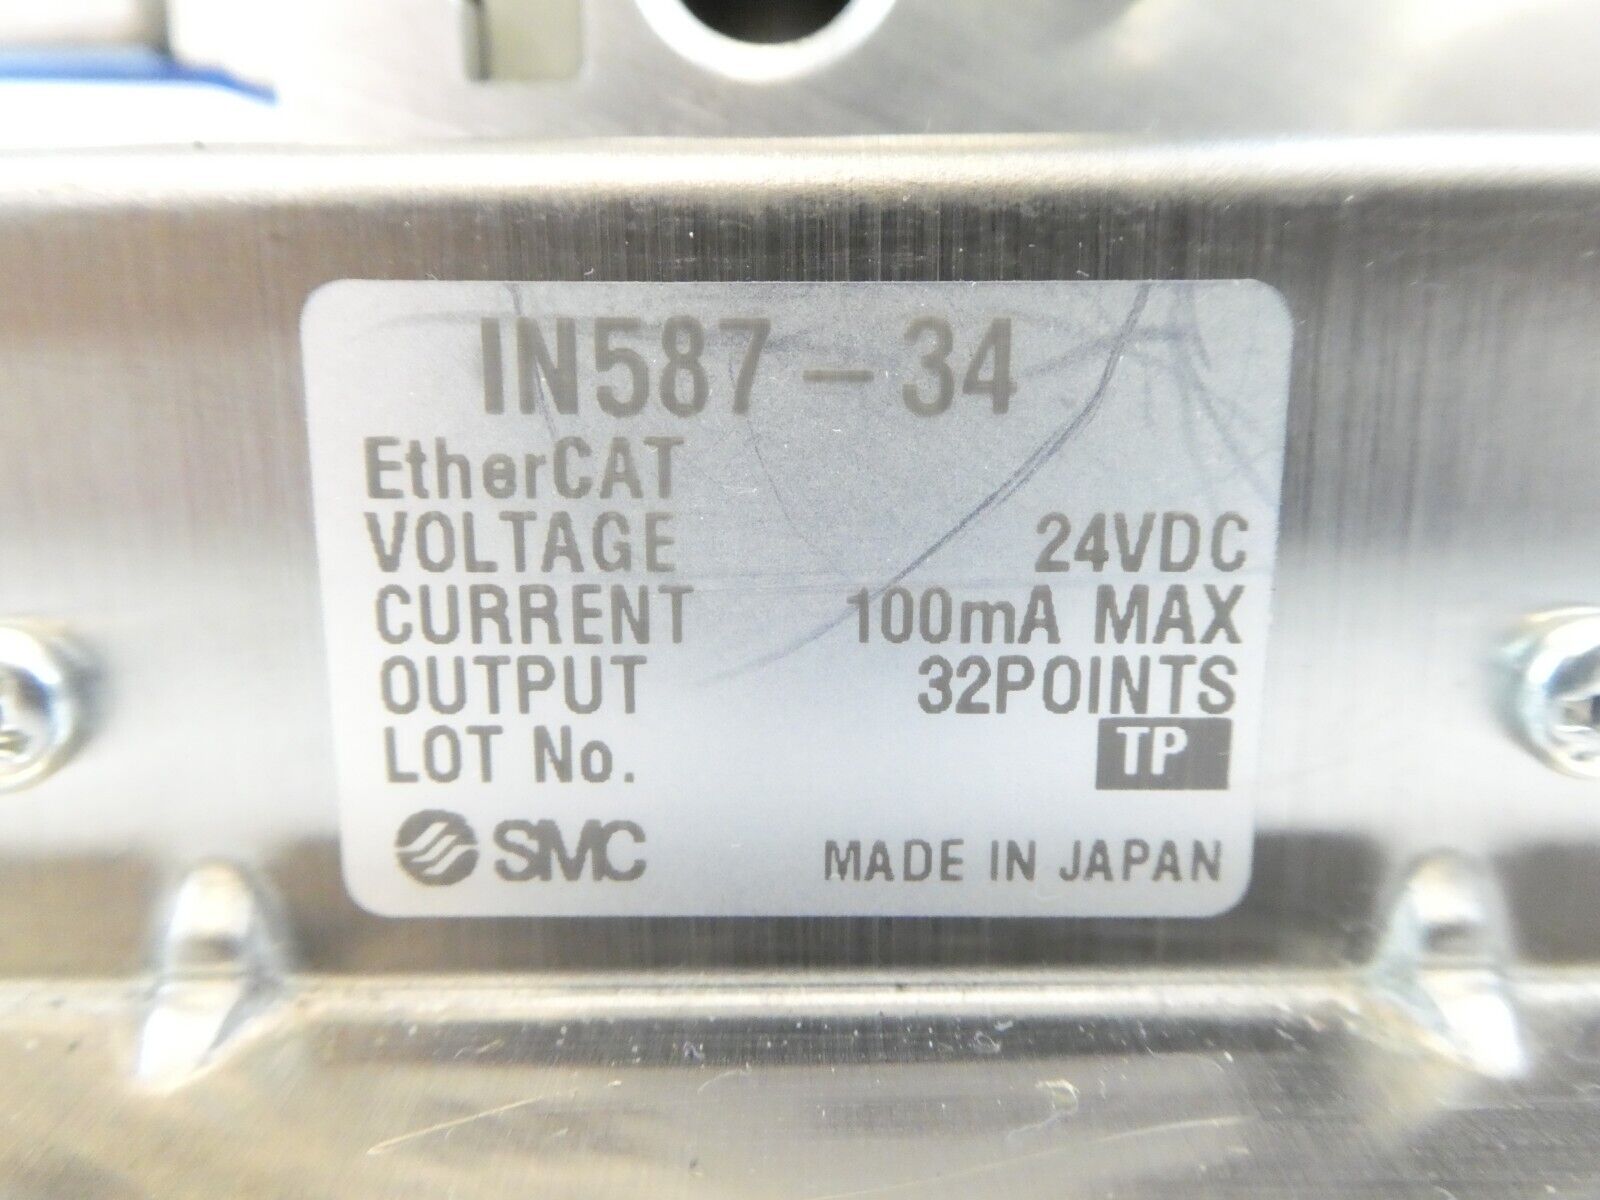 IN587-34
EtherCAT
VOLTAGE 24VDC
CURRENT 100mA MAX
OUTPUT 32POINTS
LOT No. TP
SMC MADE IN JAPAN